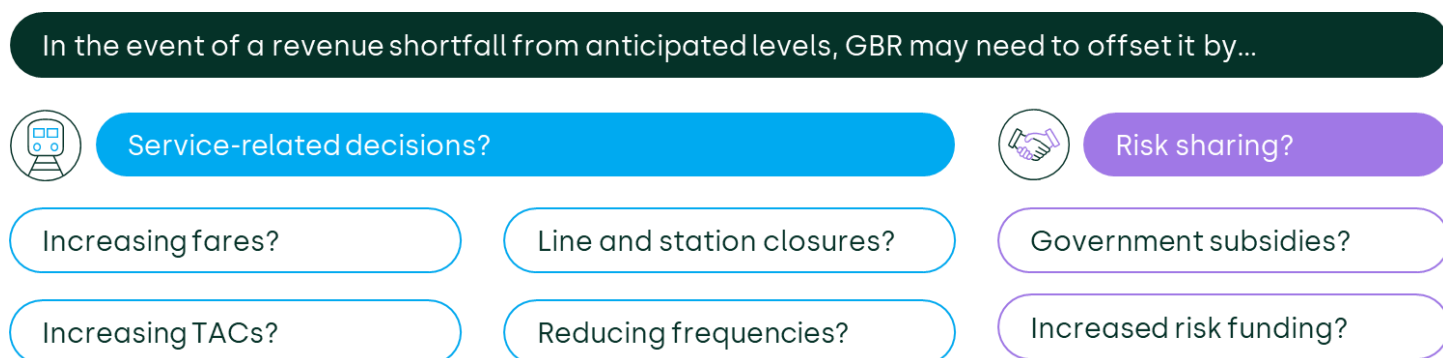 In the event of a revenue shortfall from anticipated levels, GBR may need to offset it by...
Service-related decisions?
Risk sharing?
Increasing fares?
Line and station closures?
Government subsidies?
Increasing TACs?
Reducing frequencies?
Increased risk funding?